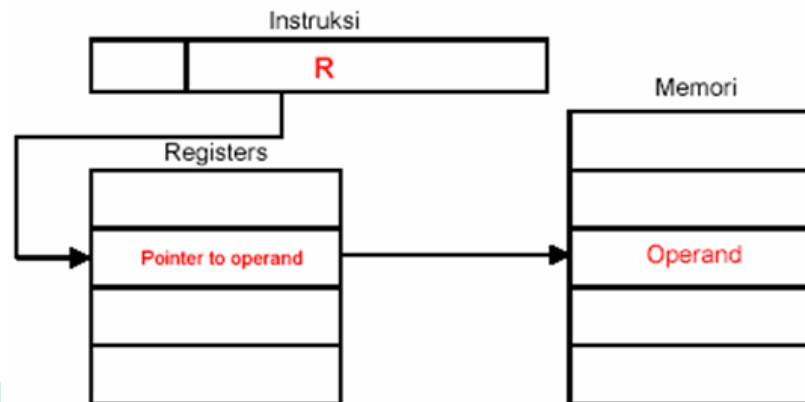 Instruksi
R
Memori
Registers
Pointer to operand
Operand